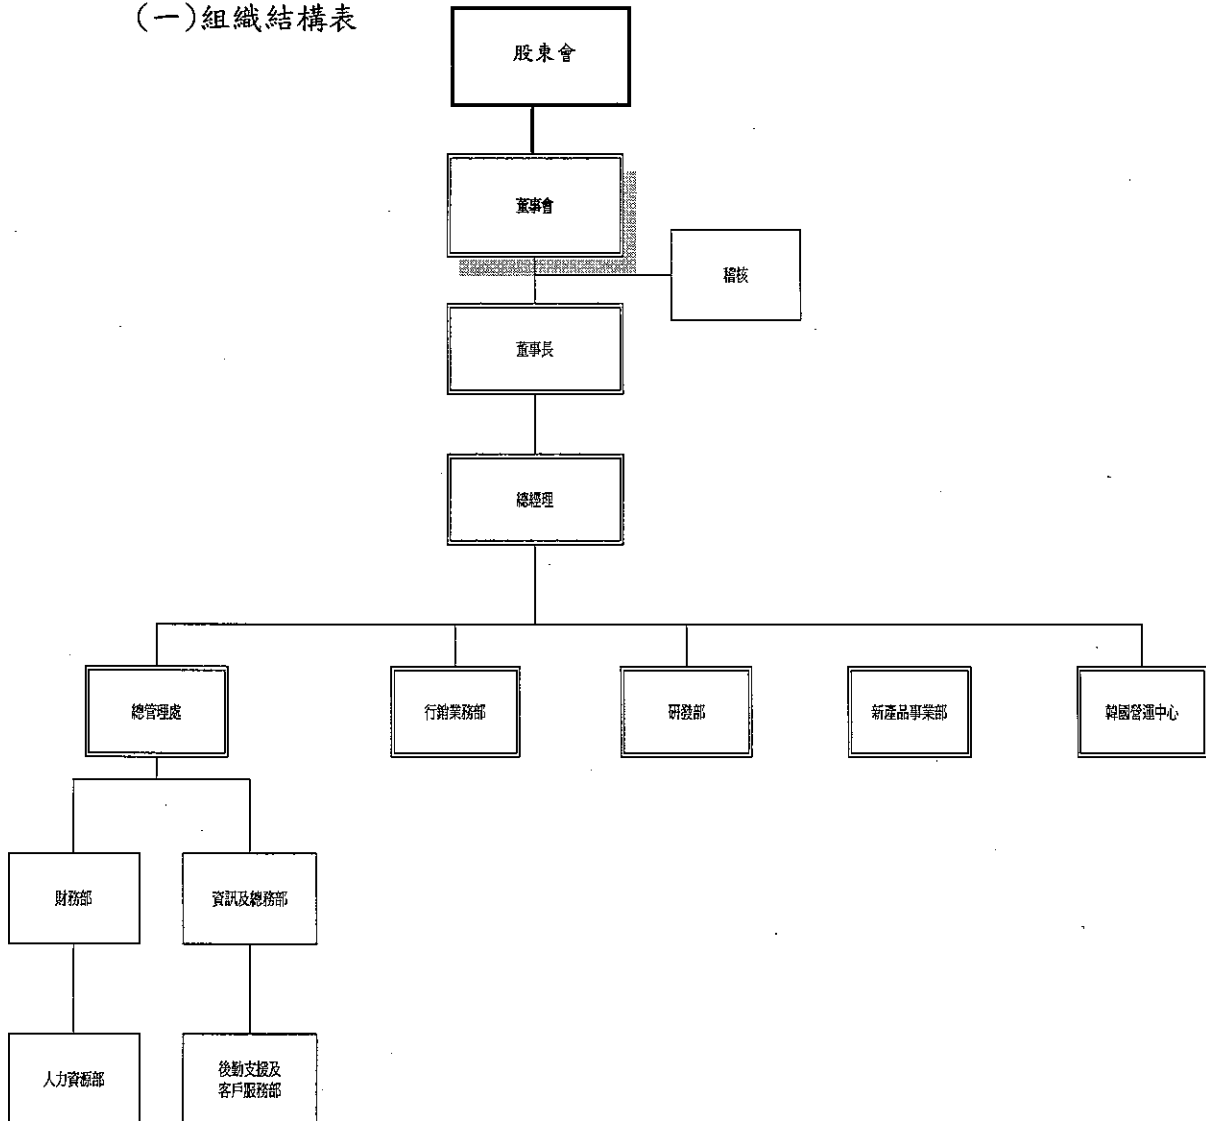 (一)組織結構表
股東會
董事會
稽核
董事長
總經理
總管理處
行銷業務部
研發部
新產品事業部
韓國營運中心
財務部
資訊及總務部
人力資源部
後勤支援及
客戶服務部